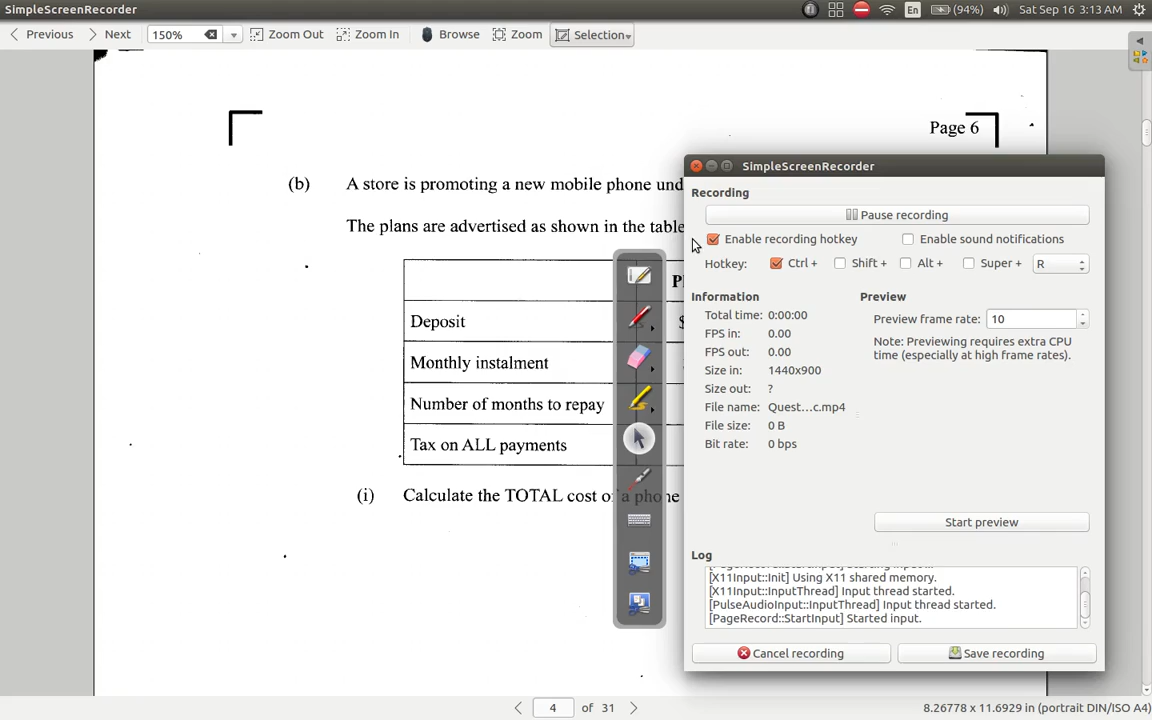 SimpleScreenRecorder
En
(94%)
Sat Sep 16 3:13 AM
Previous
Next
150%
Zoom Out
Zoom In
Browse
Zoom
Selection
Page 6
(b) A store is promoting a new mobile phone und
The plans are advertised as shown in the table
Deposit
Monthly instalment
Number of months to repay
Tax on ALL payments
(i) Calculate the TOTAL cost of a phone
SimpleScreenRecorder
Recording
Pause recording
Enable recording hotkey
Enable sound notifications
Hotkey: Ctrl + Shift + Alt + Super + R
Information
Total time: 0:00:00
FPS in: 0.00
FPS out: 0.00
Size in: 1440x900
Size out: ?
File name: Quest...c.mp4
File size: 0 B
Bit rate: 0 bps
Preview
Preview frame rate: 10
Note: Previewing requires extra CPU
time (especially at high frame rates).
Start preview
Log
[X11Input::Init] Using X11 shared memory.
[X11Input::InputThread] Input thread started.
[PulseAudioInput::InputThread] Input thread started.
[PageRecord::StartInput] Started input.
Cancel recording
Save recording
4 of 31
8.26778 x 11.6929 in (portrait DIN/ISO A4)